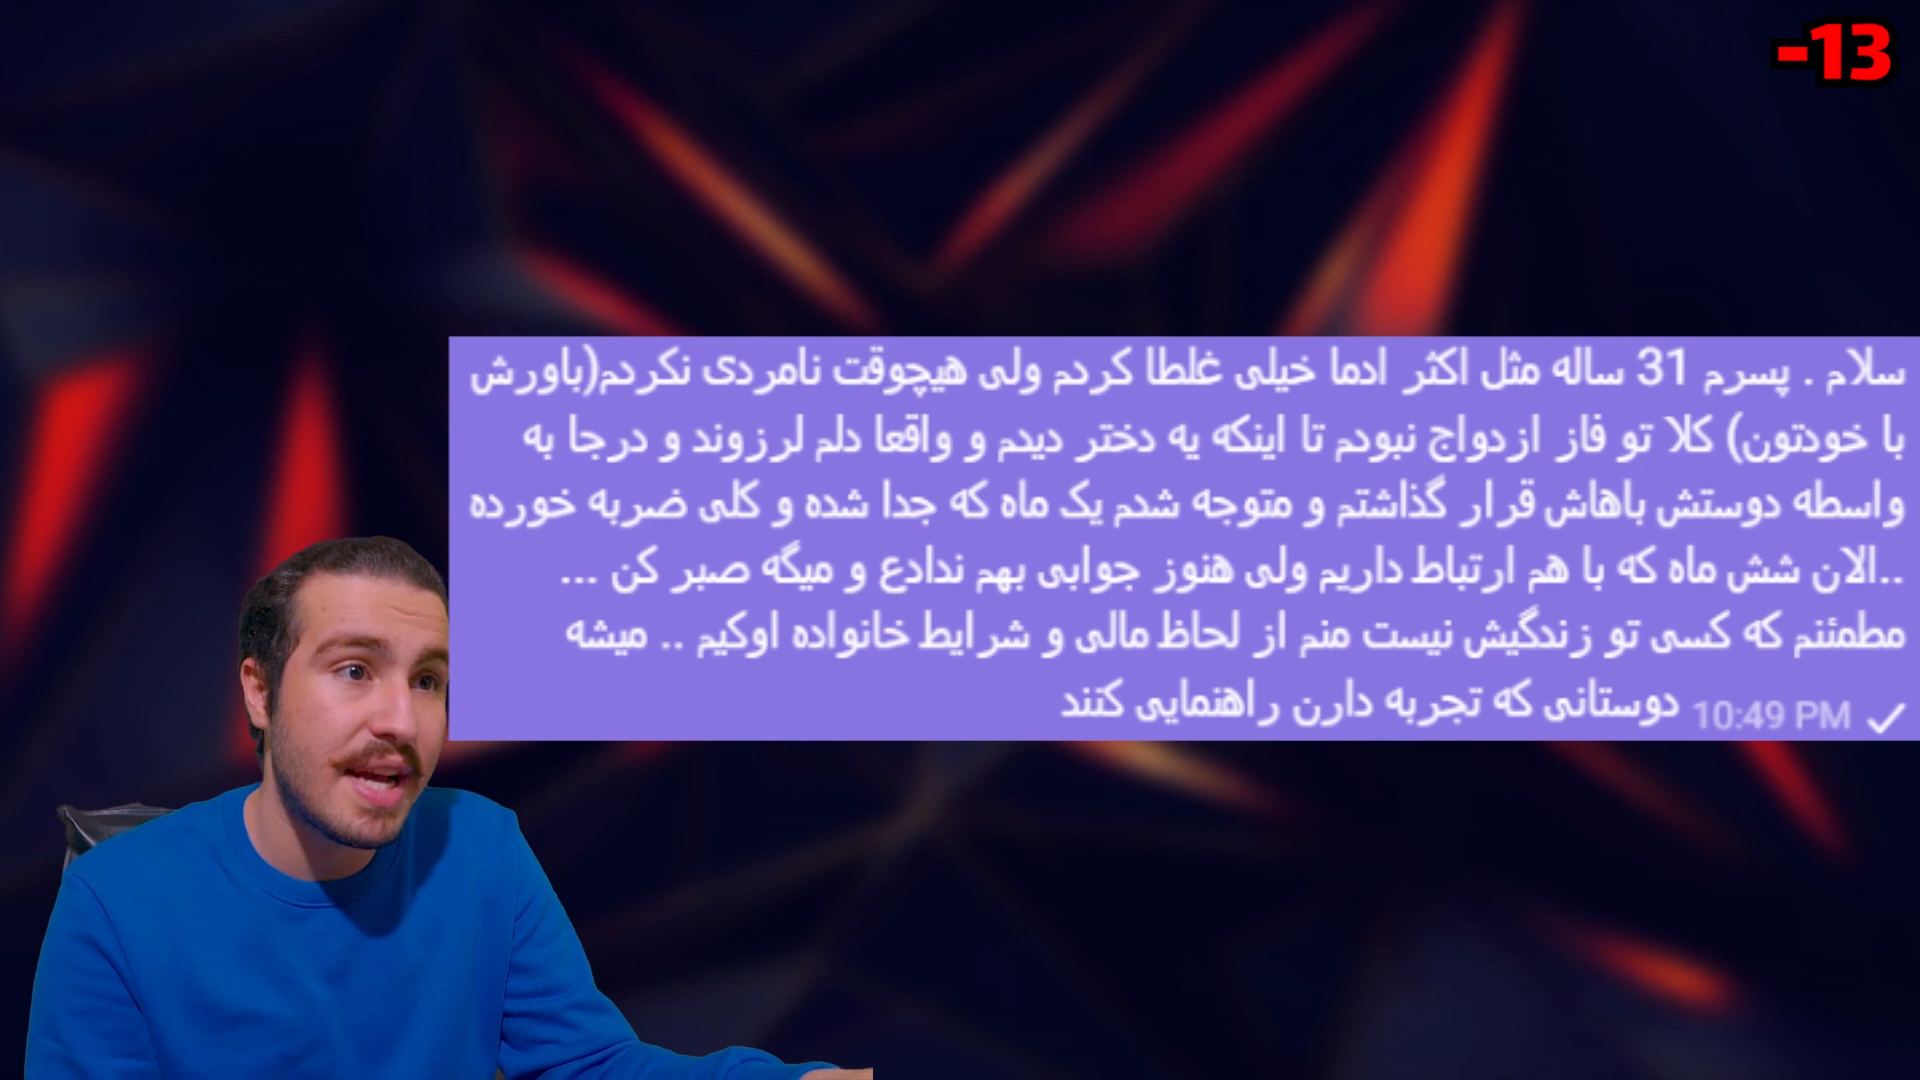 -13
سلام . پسرم 31 ساله مثل اکثر ادما خیلی غلطا کردم ولی هیچوقت نامردی نکردم(باورش
با خودتون) کلا تو فاز ازدواج نبودم تا اینکه یه دختر دیدم و واقعا دلم لرزوند و درجا به
واسطه دوستش باهاش قرار گذاشتم و متوجه شدم یک ماه که جدا شده و کلی ضربه خورده
..الان شش ماه که با هم ارتباط داریم ولی هنوز جوابی بهم ندادع و میگه صبر کن ...
مطمئنم که کسی تو زندگیش نیست منم از لحاظ مالی و شرایط خانواده اوکیم .. میشه
دوستانی که تجربه دارن راهنمایی کنند 10:49 PM